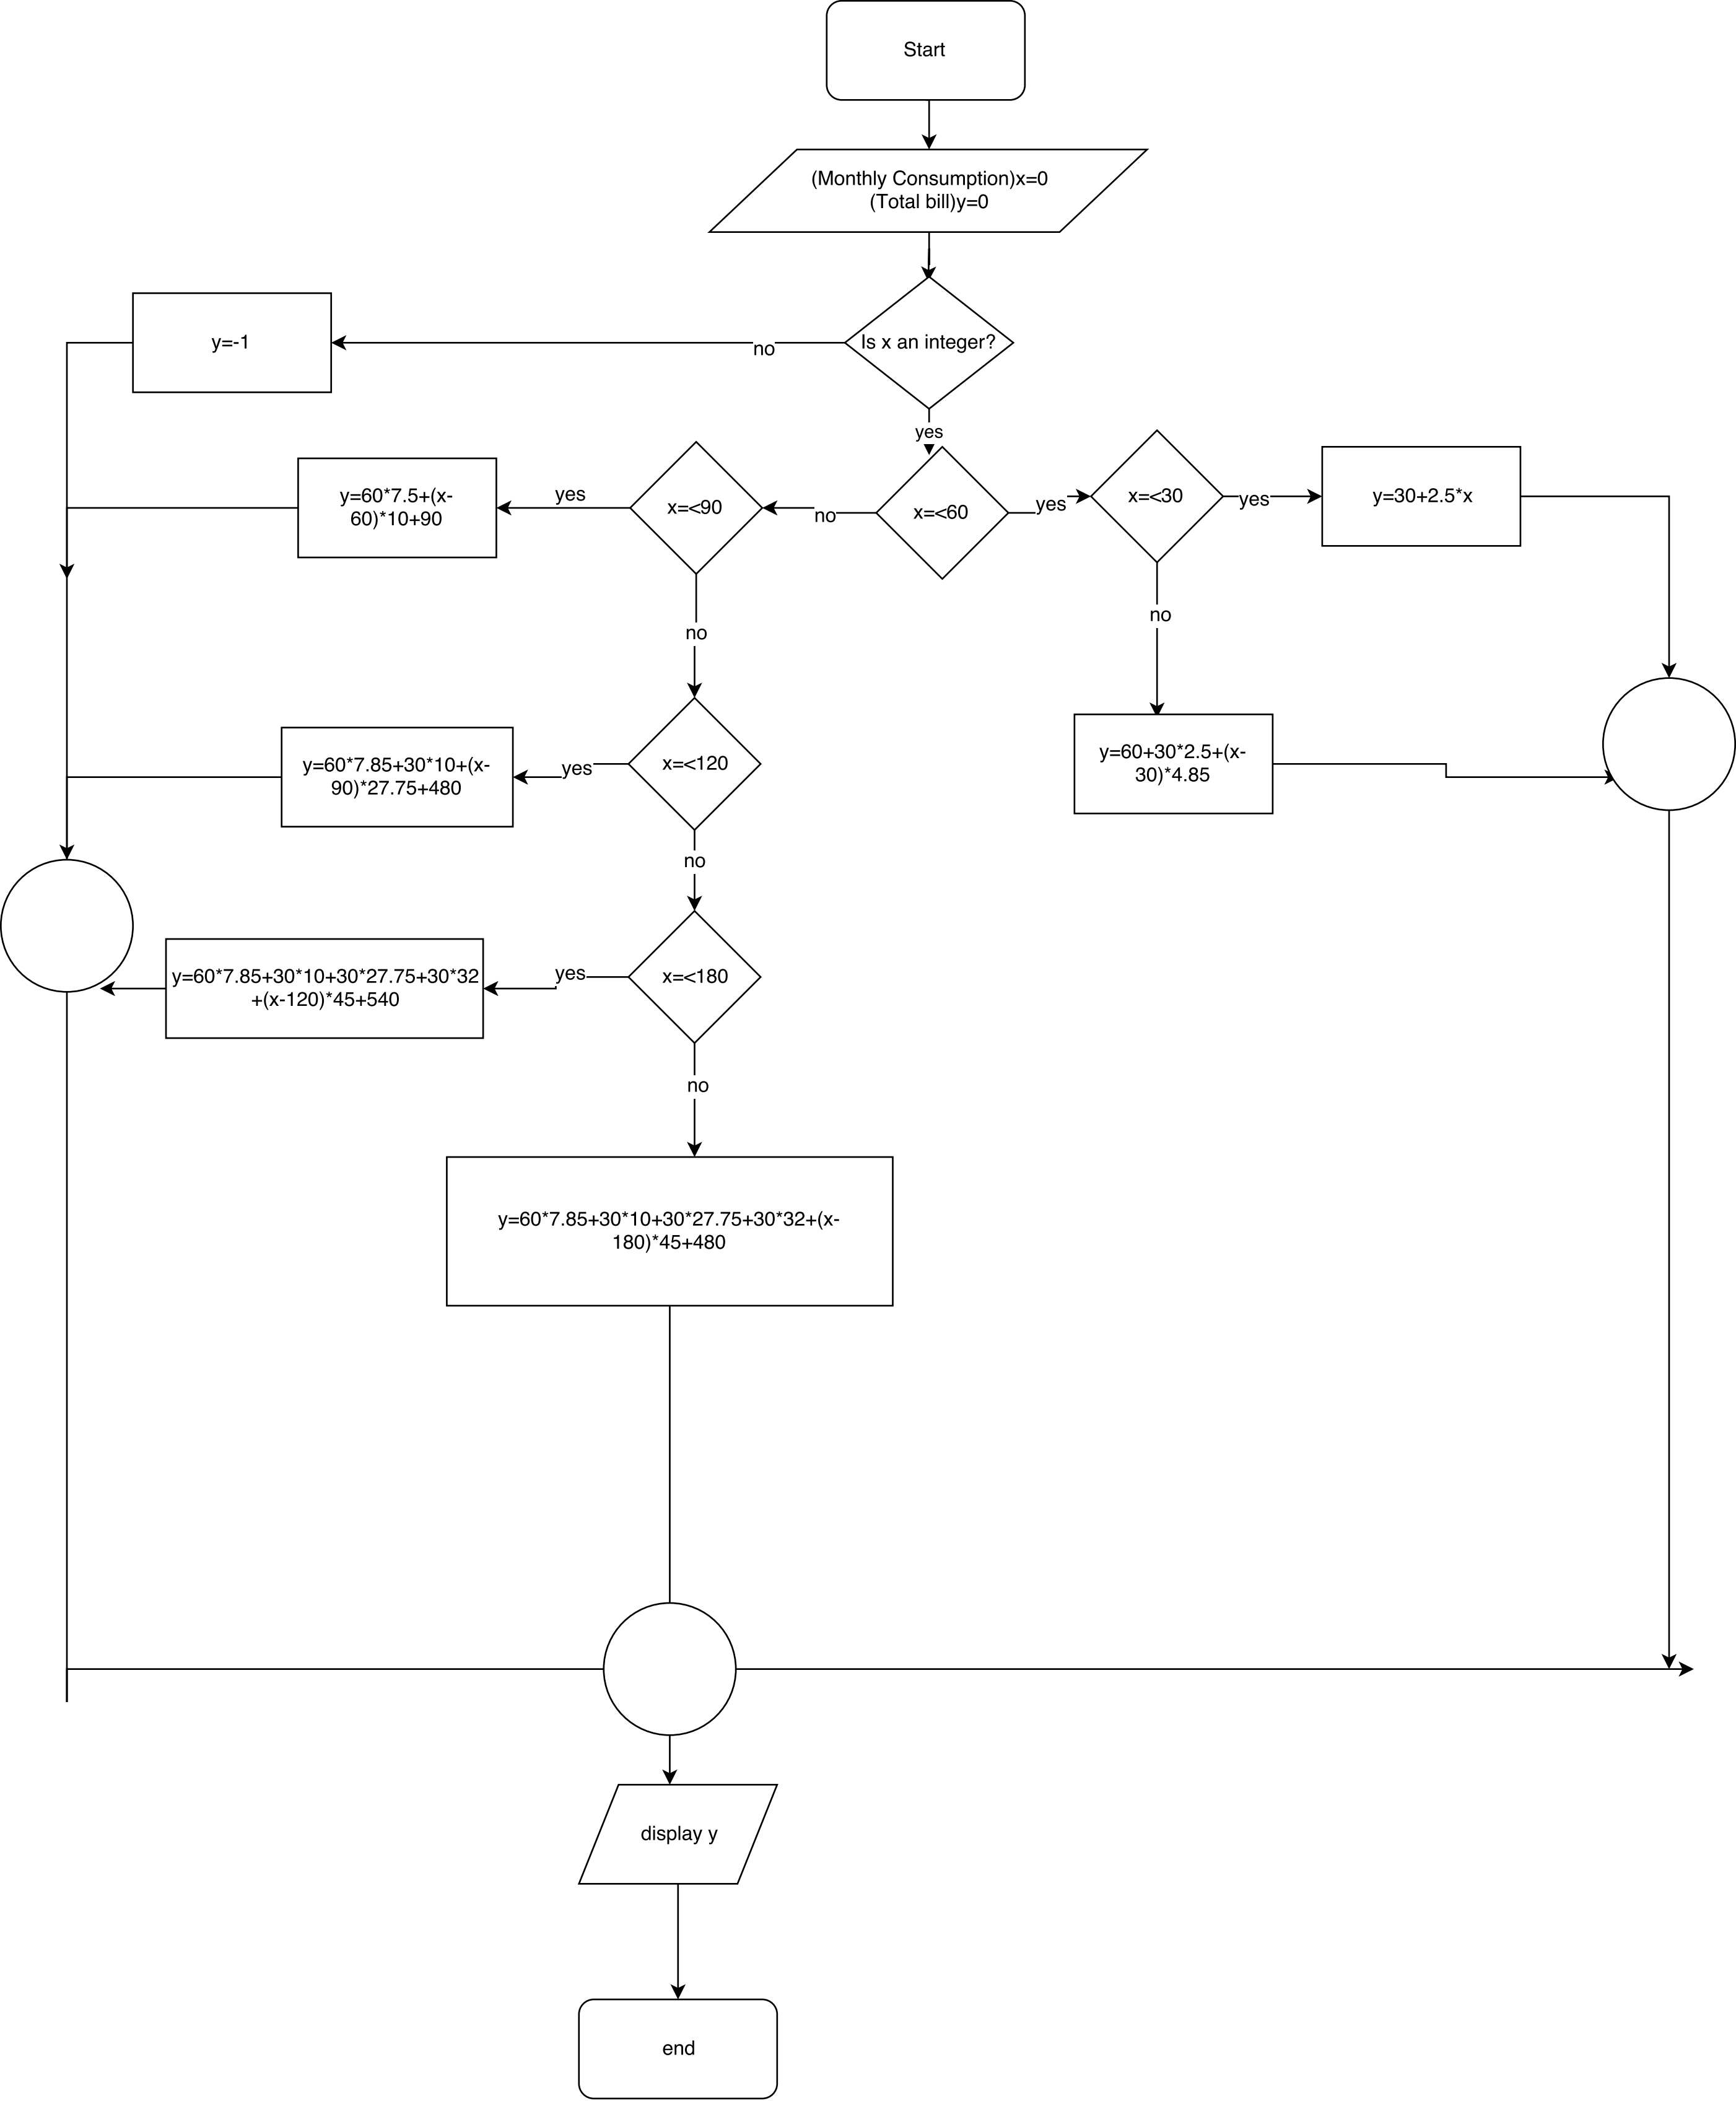 Start
(Monthly Consumption)x=0
(Total bill)y=0
Is x an integer?
no
y=-1
yes
x=<60
yes
x=<30
yes
y=30+2.5*x
no
x=<90
yes
y=60*7.5+(x-
60)*10+90
no
no
y=60+30*2.5+(x-
30)*4.85
x=<120
yes
y=60*7.85+30*10+(x-
90)*27.75+480
no
x=<180
yes
y=60*7.85+30*10+30*27.75+30*32
+(x-120)*45+540
no
y=60*7.85+30*10+30*27.75+30*32+(x-
180)*45+480
display y
end